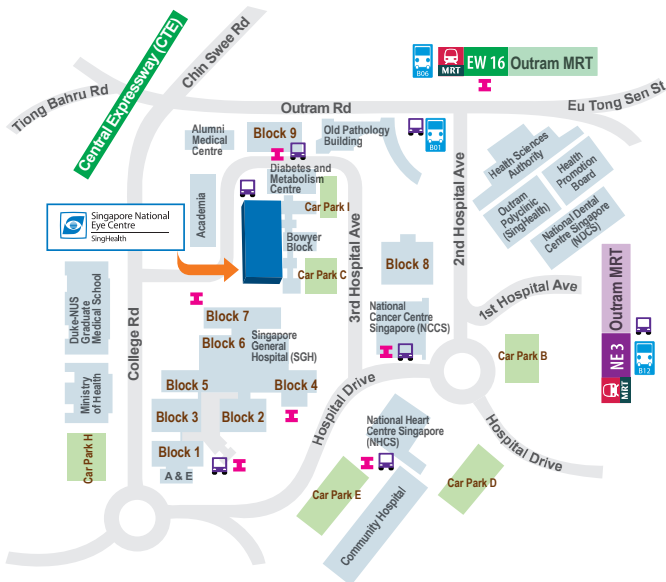 Chin Swee Rd
Central Expressway (CTE)
Tiong Bahru Rd
B06
MRT
EW 16
Outram MRT
Eu Tong Sen St
Outram Rd
Alumni
Medical
Centre
Block 9
Old Pathology
Building
B01
Health Sciences
Authority
Health
Promotion
Board
Outram
Polyclinic
(SingHealth)
National Dental
Centre Singapore
(NDCS)
2nd Hospital Ave
Diabetes and
Metabolism
Centre
Car Park I
Academia
Singapore National
Eye Centre
SingHealth
Bowyer
Block
Car Park C
3rd Hospital Ave
Block 8
1st Hospital Ave
Outram MRT
NE 3
MRT
B12
Duke-NUS
Graduate
Medical School
College Rd
Block 7
Block 6
Singapore
General
Hospital (SGH)
National
Cancer Centre
Singapore (NCCS)
Car Park B
Ministry
of Health
Block 5
Block 4
Block 3
Block 2
Hospital Drive
National Heart
Centre Singapore
(NHCS)
Hospital Drive
Car Park H
Block 1
A & E
Car Park E
Community Hospital
Car Park D